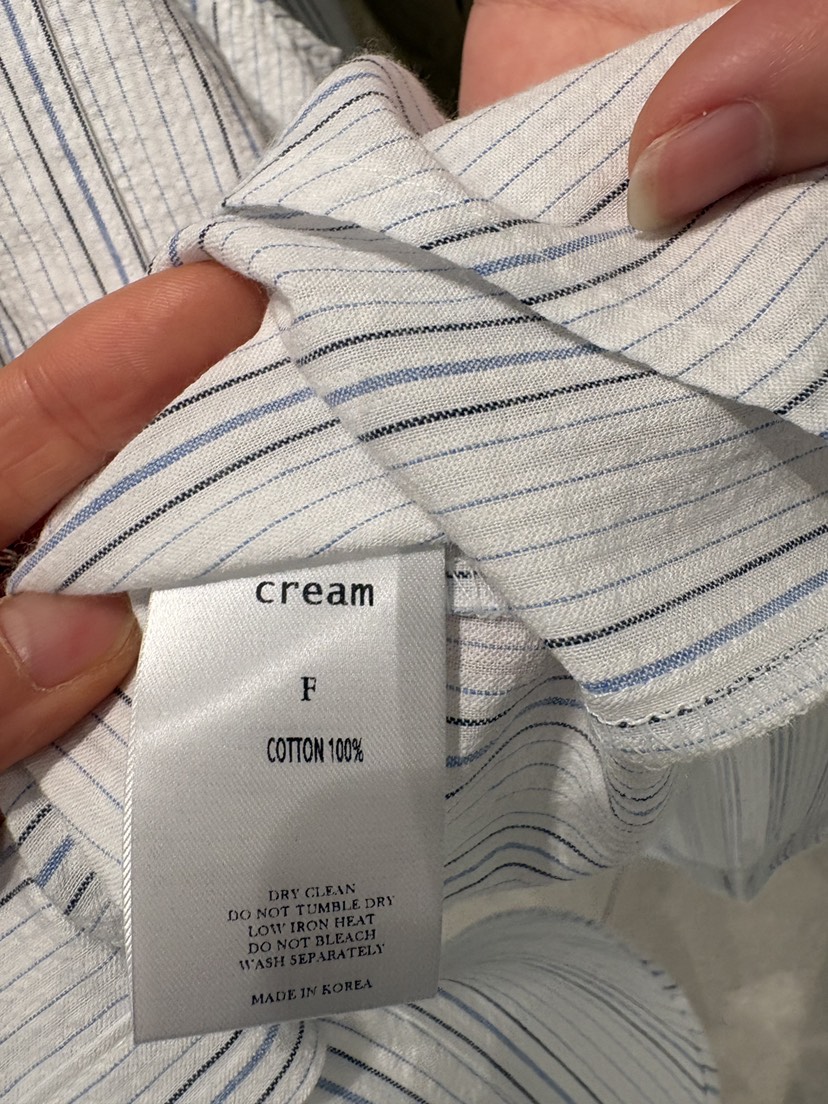 cream
F
COTTON 100%
DRY CLEAN
DO NOT TUMBLE DRY
LOW IRON HEAT
DO NOT BLEACH
WASH SEPARATELY
MADE IN KOREA